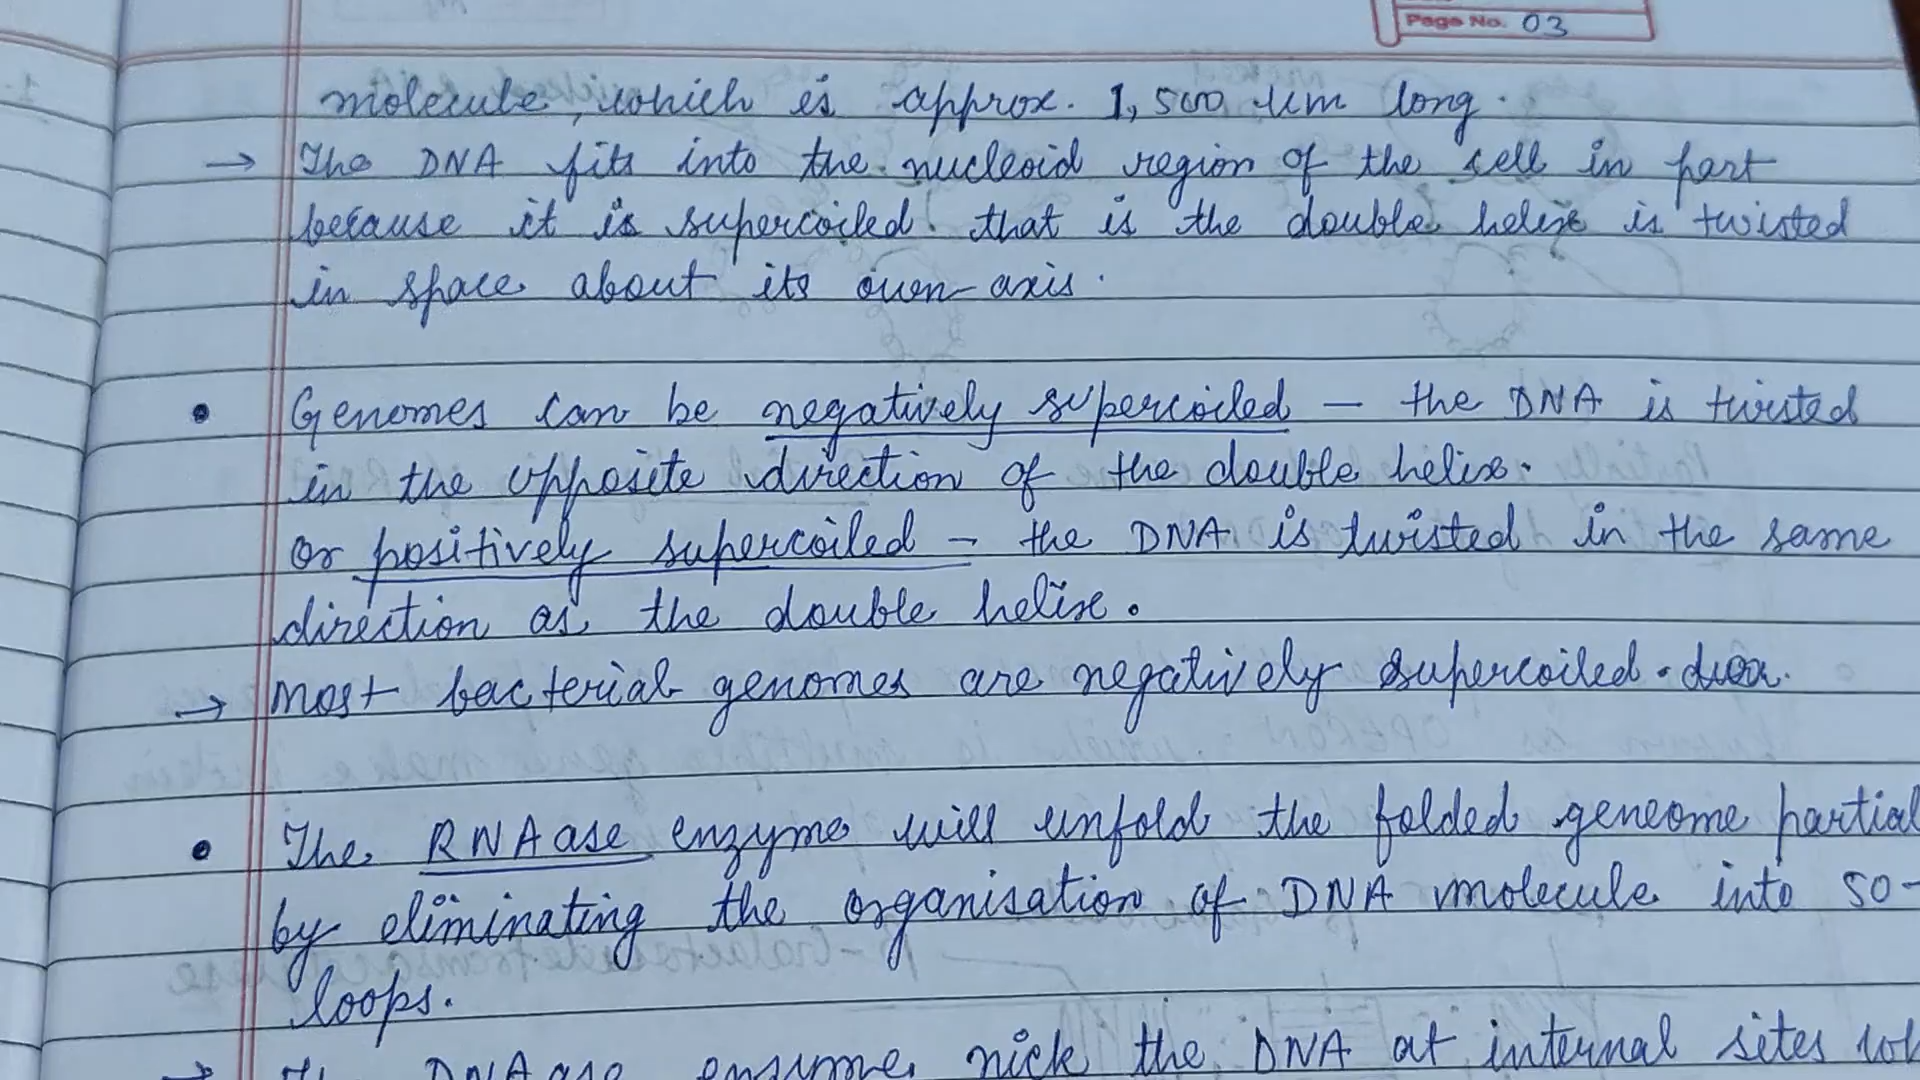 Page No. 03
molecule, which is approx. 1,500 um long.
→ The DNA fits into the nucleoid region of the cell in part
because it is supercoiled that is the double helix is twisted
in space about its own axis.
• Genomes can be negatively supercoiled – the DNA is twisted
in the opposite direction of the double helix.
or positively supercoiled – the DNA is twisted in the same
direction as the double helix.
→ Most bacterial genomes are negatively supercoiled.
• The RNAase enzyme will unfold the folded geneome partial
by eliminating the organisation of DNA molecule into 50-
loops.
→ DNAase enzyme nick the DNA at internal sites